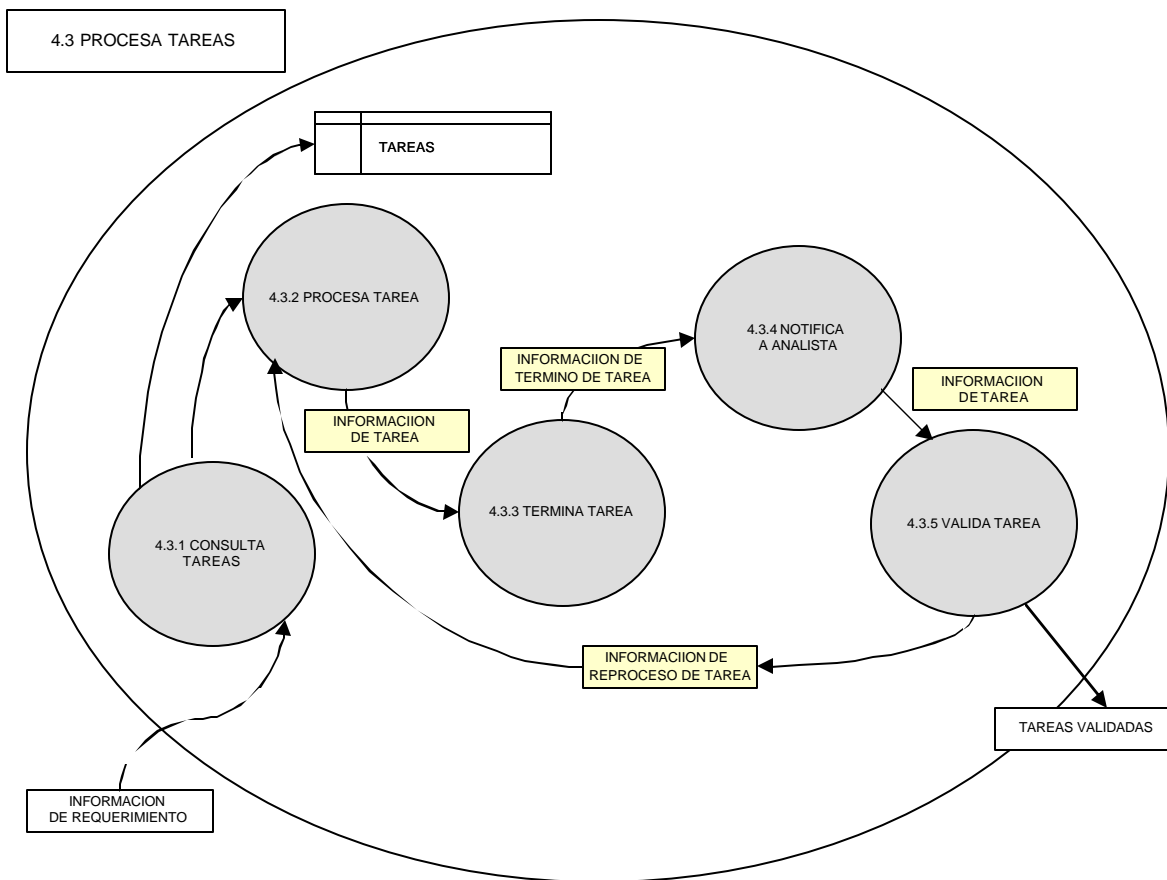 4.3 PROCESA TAREAS
TAREAS
4.3.2 PROCESA TAREA
4.3.4 NOTIFICA
A ANALISTA
INFORMACIION DE
TERMINO DE TAREA
INFORMACIION
DE TAREA
INFORMACIION
DE TAREA
4.3.3 TERMINA TAREA
4.3.5 VALIDA TAREA
4.3.1 CONSULTA
TAREAS
INFORMACIION DE
REPROCESO DE TAREA
TAREAS VALIDADAS
INFORMACION
DE REQUERIMIENTO